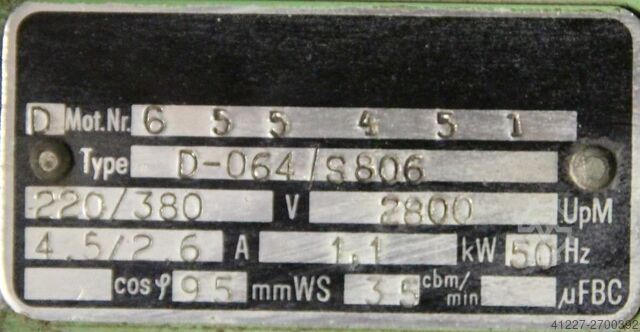 D Mot.Nr. 6 5 5 4 5 1
Type D-064/S806
220/380 V 2800 UpM
4.5/2.6 A 1.1 kW 50 Hz
cos φ 95 mmWS 3.5 cbm/min µFBC
41227-2700392